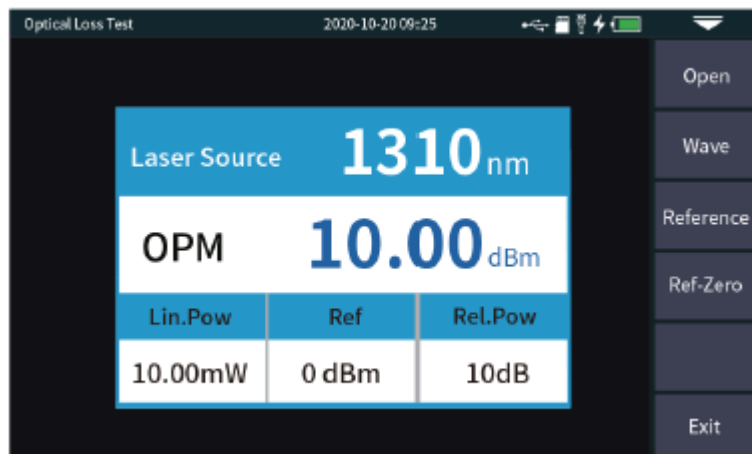 Optical Loss Test 2020-10-20 09:25
Open
Laser Source 1310nm
Wave
OPM 10.00dBm
Reference
Ref-Zero
Lin.Pow Ref Rel.Pow
10.00mW 0 dBm 10dB
Exit